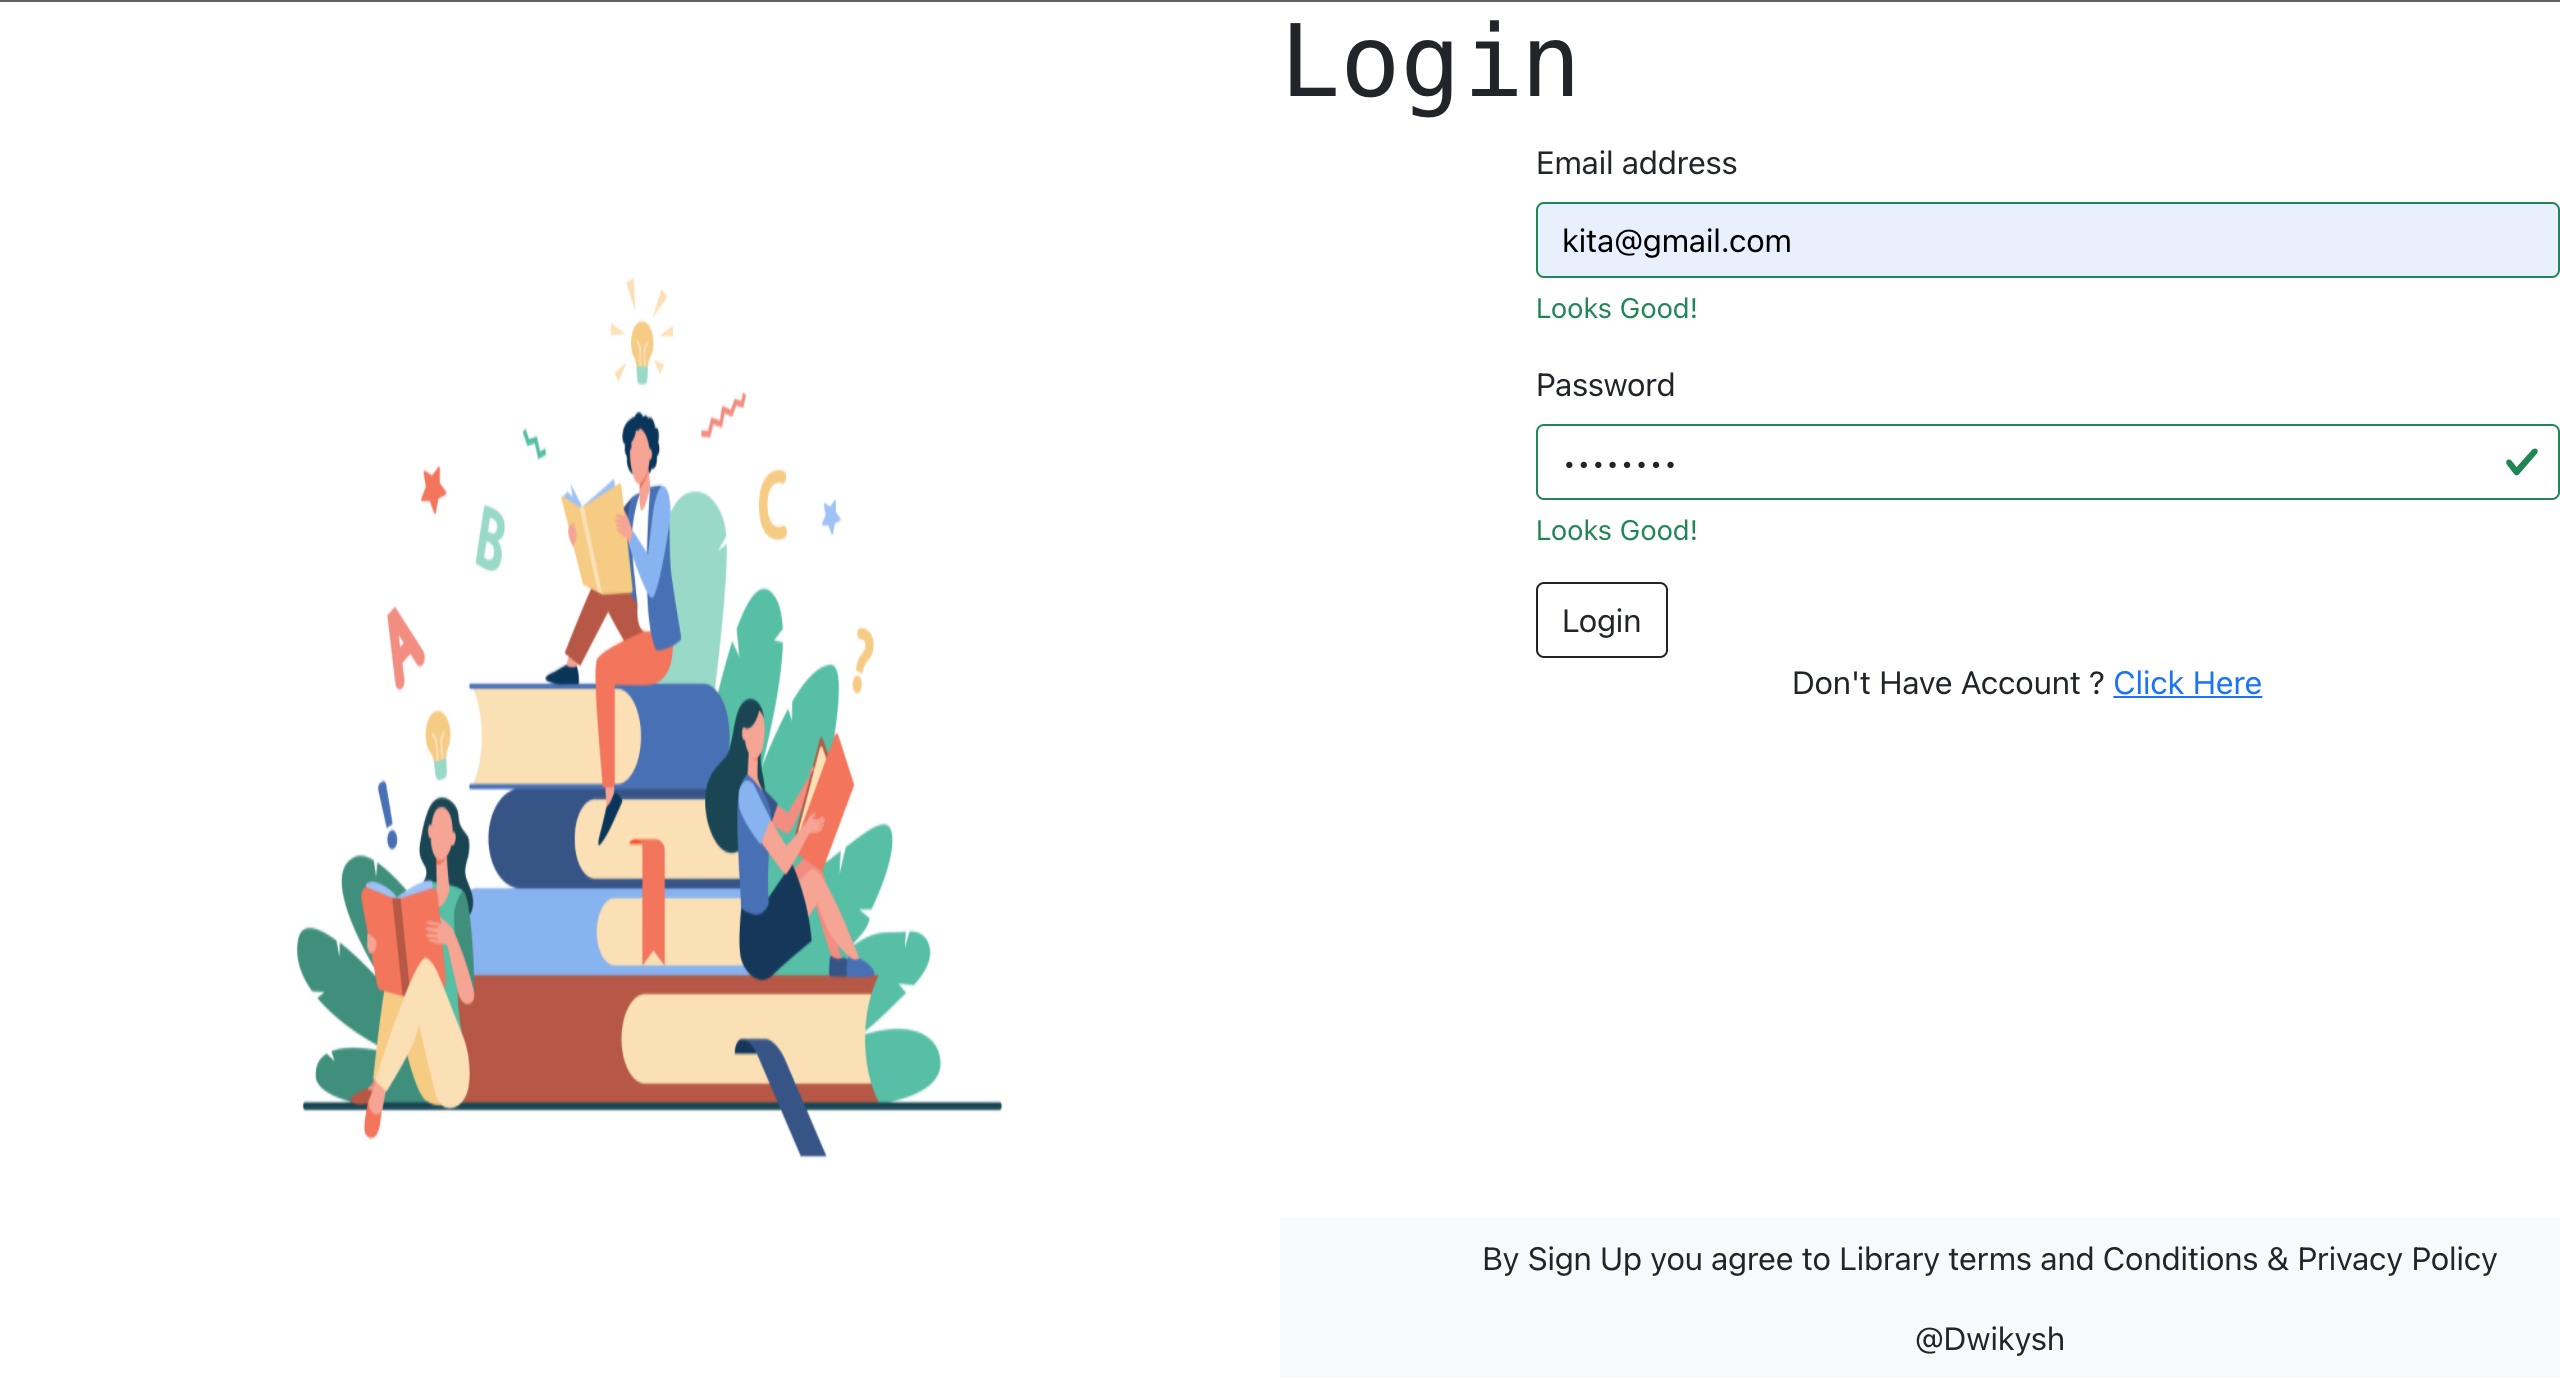 Login
Email address
kita@gmail.com
Looks Good!
Password
••••••••
Looks Good!
Login
Don't Have Account ? Click Here
B
C
A
?
!
By Sign Up you agree to Library terms and Conditions & Privacy Policy
@Dwikysh